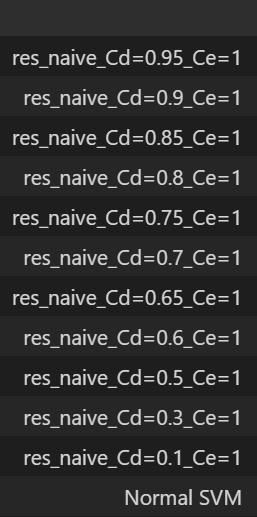 res_naive_Cd=0.95_Ce=1
res_naive_Cd=0.9_Ce=1
res_naive_Cd=0.85_Ce=1
res_naive_Cd=0.8_Ce=1
res_naive_Cd=0.75_Ce=1
res_naive_Cd=0.7_Ce=1
res_naive_Cd=0.65_Ce=1
res_naive_Cd=0.6_Ce=1
res_naive_Cd=0.5_Ce=1
res_naive_Cd=0.3_Ce=1
res_naive_Cd=0.1_Ce=1
Normal SVM